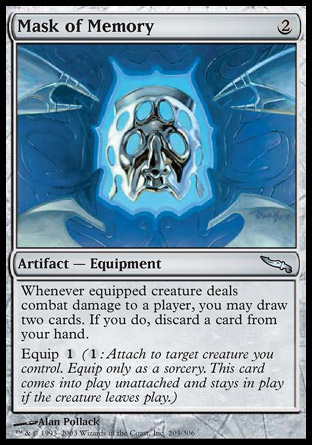 Mask of Memory 2
Artifact — Equipment
Whenever equipped creature deals
combat damage to a player, you may draw
two cards. If you do, discard a card from
your hand.
Equip 1 (1: Attach to target creature you
control. Equip only as a sorcery. This card
comes into play unattached and stays in play
if the creature leaves play.)
Alan Pollack
™ & © 1993–2003 Wizards of the Coast, Inc. 203/306